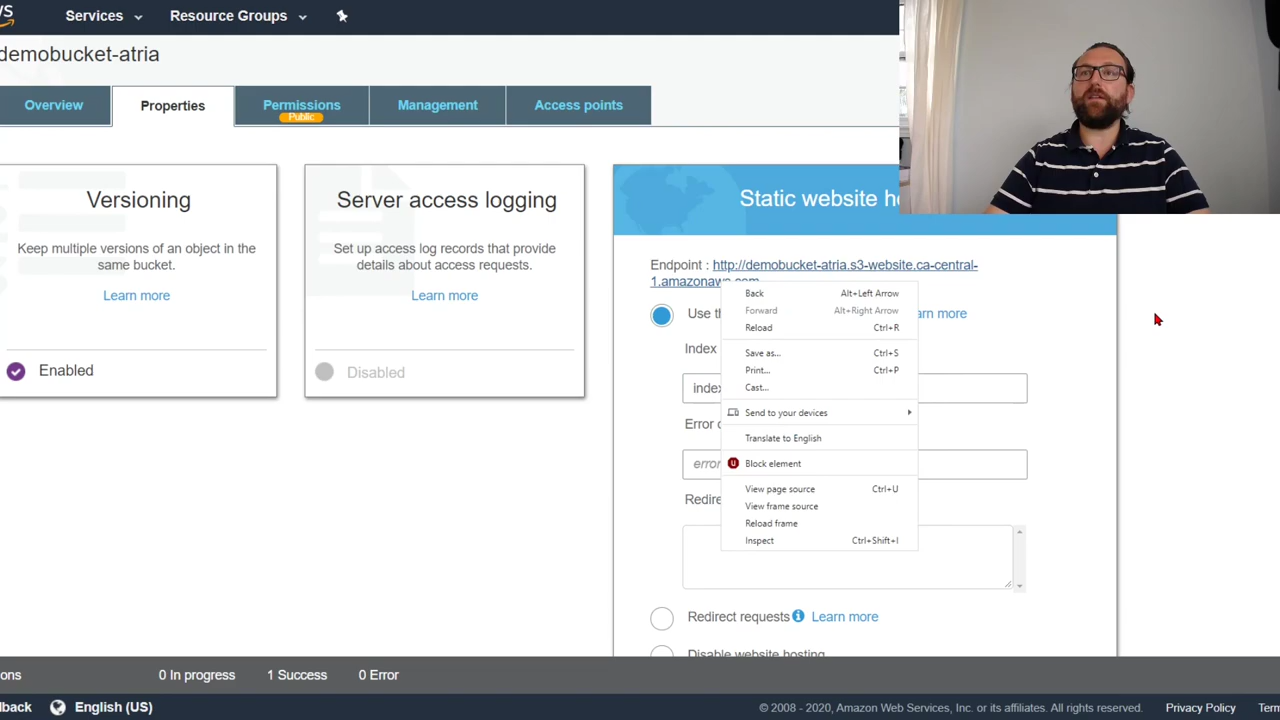 Services
Resource Groups
demobucket-atria
Overview
Properties
Permissions
Public
Management
Access points
Versioning
Keep multiple versions of an object in the
same bucket.
Learn more
Enabled
Server access logging
Set up access log records that provide
details about access requests.
Learn more
Disabled
Static website h
Endpoint : http://demobucket-atria.s3-website.ca-central-
1.amazonaws.com
Use th
arn more
Index
index
Error
error
Redire
Back Alt+Left Arrow
Forward Alt+Right Arrow
Reload Ctrl+R
Save as... Ctrl+S
Print... Ctrl+P
Cast...
Send to your devices
Translate to English
Block element
View page source Ctrl+U
View frame source
Reload frame
Inspect Ctrl+Shift+I
Redirect requests Learn more
Disable website hosting
ons 0 In progress 1 Success 0 Error
dback English (US) © 2008 - 2020, Amazon Web Services, Inc. or its affiliates. All rights reserved. Privacy Policy Term